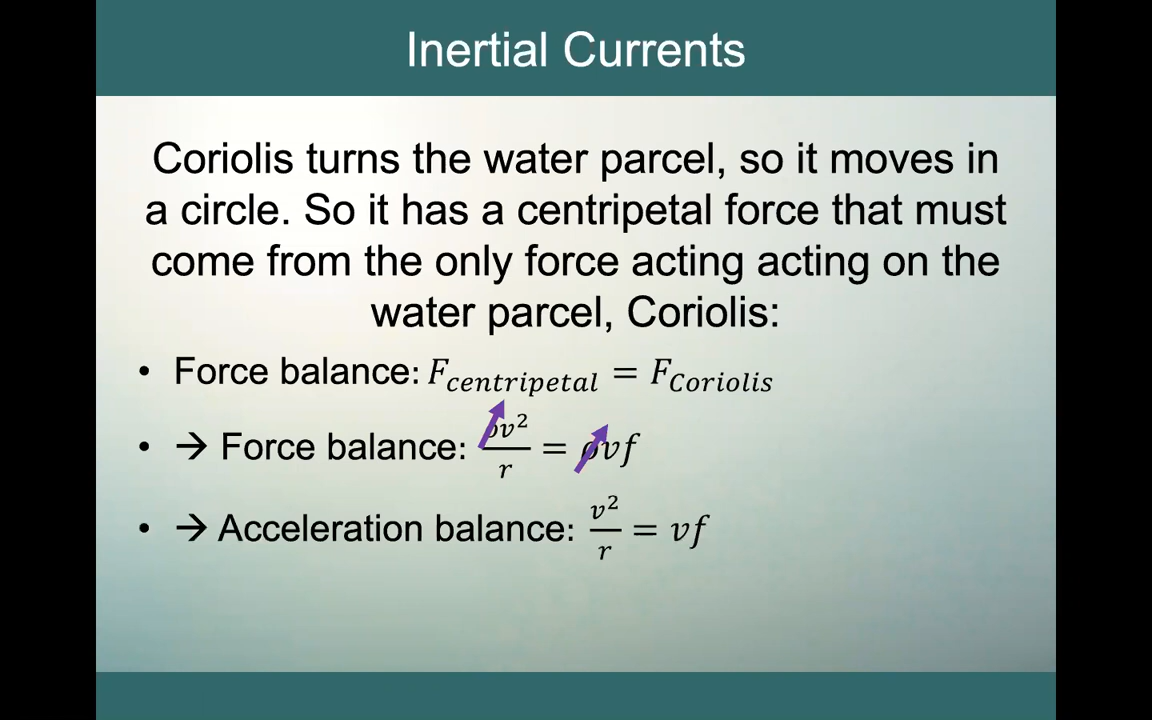 Inertial Currents
Coriolis turns the water parcel, so it moves in
a circle. So it has a centripetal force that must
come from the only force acting acting on the
water parcel, Coriolis:
• Force balance: F_centripetal = F_Coriolis
• → Force balance: ρv²/r = ρvf
• → Acceleration balance: v²/r = vf